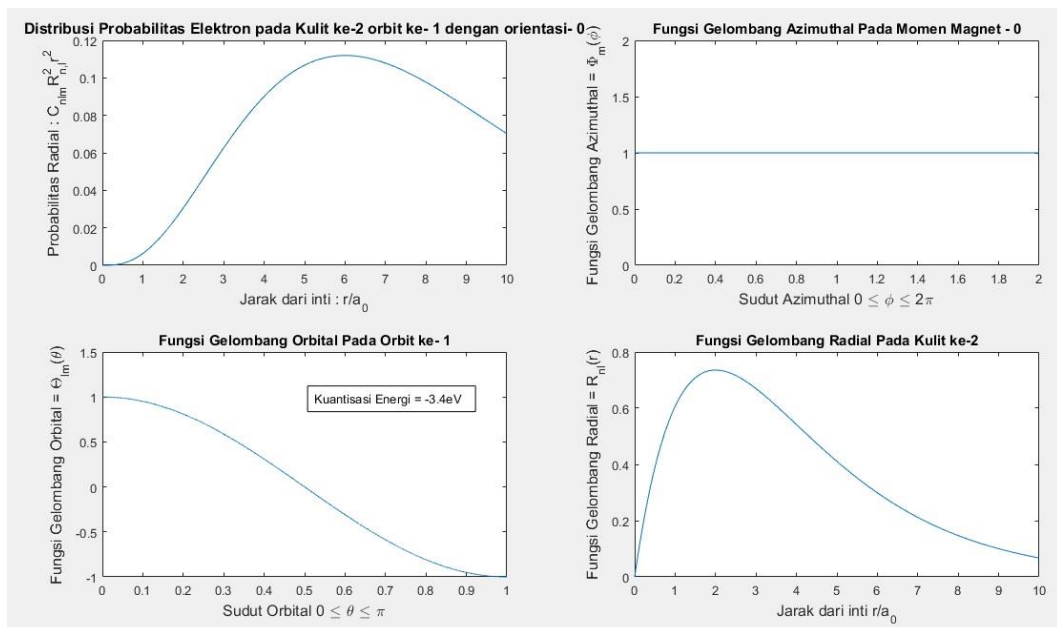 Distribusi Probabilitas Elektron pada Kulit ke-2 orbit ke- 1 dengan orientasi- 0
Probabilitas Radial : C_nlm R²_n,l r²
0.12
0.1
0.08
0.06
0.04
0.02
0
0 1 2 3 4 5 6 7 8 9 10
Jarak dari inti : r/a₀
Fungsi Gelombang Azimuthal Pada Momen Magnet - 0
Fungsi Gelombang Azimuthal = Φ_m(ϕ)
2
1.5
1
0.5
0
0 0.2 0.4 0.6 0.8 1 1.2 1.4 1.6 1.8 2
Sudut Azimuthal 0 ≤ ϕ ≤ 2π
Fungsi Gelombang Orbital Pada Orbit ke- 1
Fungsi Gelombang Orbital = Θ_lm(θ)
1.5
1
0.5
0
-0.5
-1
Kuantisasi Energi = -3.4eV
0 0.1 0.2 0.3 0.4 0.5 0.6 0.7 0.8 0.9 1
Sudut Orbital 0 ≤ θ ≤ π
Fungsi Gelombang Radial Pada Kulit ke-2
Fungsi Gelombang Radial = R_nl(r)
0.8
0.6
0.4
0.2
0
0 1 2 3 4 5 6 7 8 9 10
Jarak dari inti r/a₀